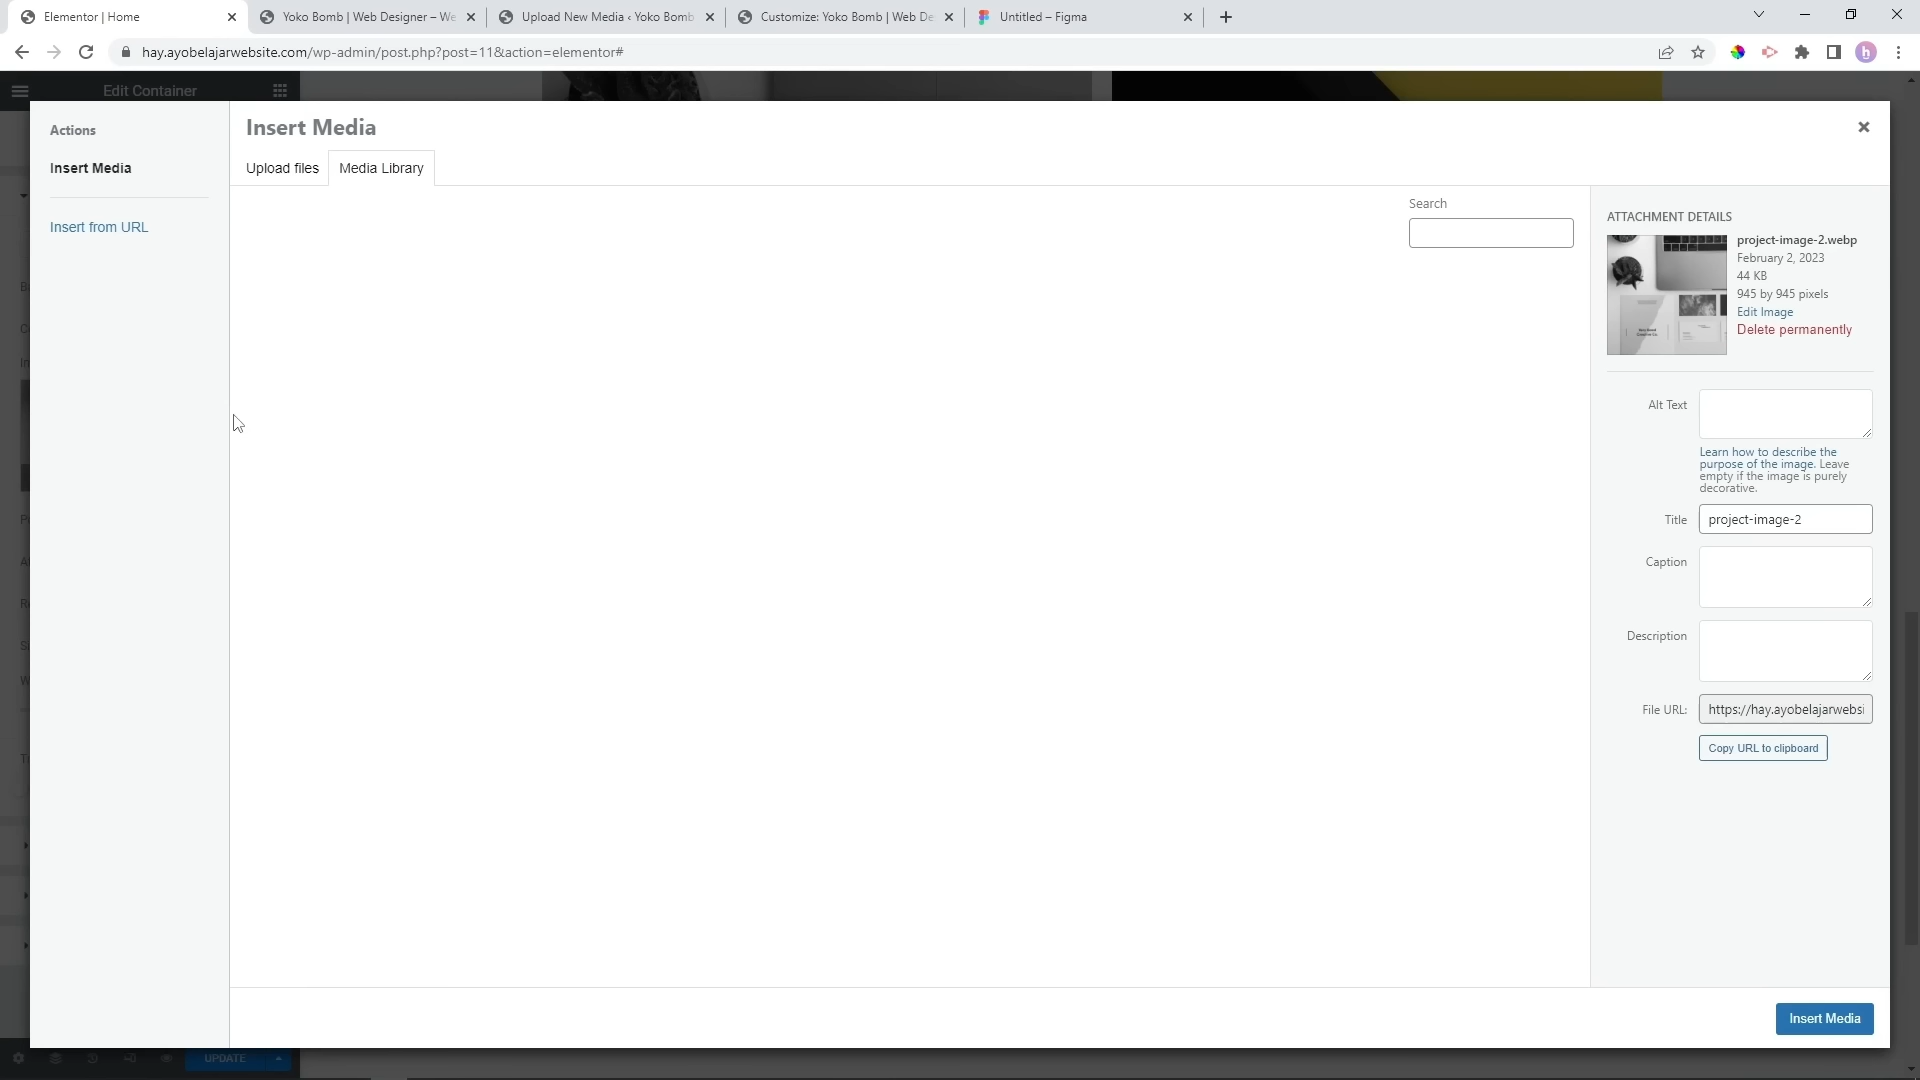 Elementor | Home
Yoko Bomb | Web Designer – We
Upload New Media ‹ Yoko Bomb
Customize: Yoko Bomb | Web De
Untitled – Figma
hay.ayobelajarwebsite.com/wp-admin/post.php?post=11&action=elementor#
h
Edit Container
Actions
Insert Media
Insert from URL
Insert Media
Upload files
Media Library
Search
ATTACHMENT DETAILS
project-image-2.webp
February 2, 2023
44 KB
945 by 945 pixels
Edit Image
Delete permanently
Alt Text
Learn how to describe the
purpose of the image. Leave
empty if the image is purely
decorative.
Title
project-image-2
Caption
Description
File URL:
https://hay.ayobelajarwebsi
Copy URL to clipboard
Insert Media
UPDATE